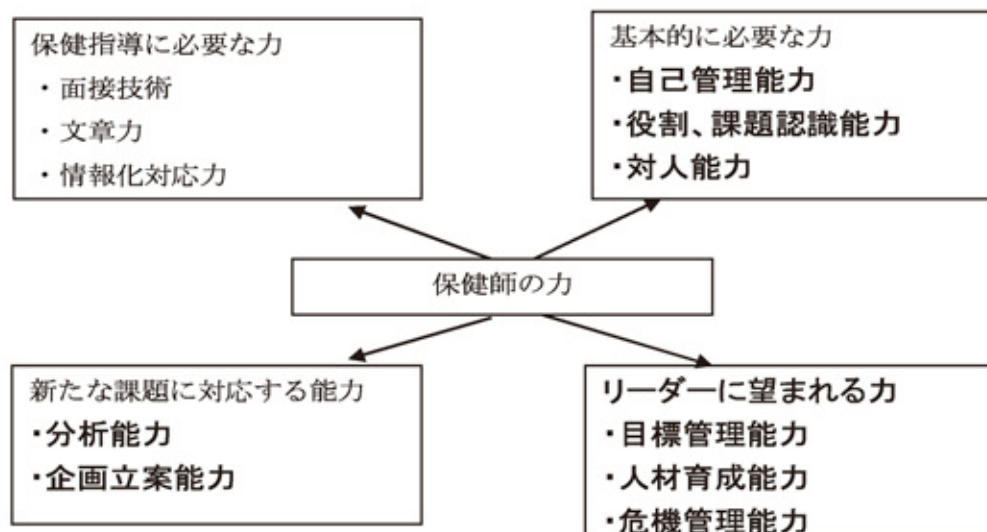 保健指導に必要な力
・面接技術
・文章力
・情報化対応力
基本的に必要な力
・自己管理能力
・役割、課題認識能力
・対人能力
保健師の力
新たな課題に対応する能力
・分析能力
・企画立案能力
リーダーに望まれる力
・目標管理能力
・人材育成能力
・危機管理能力